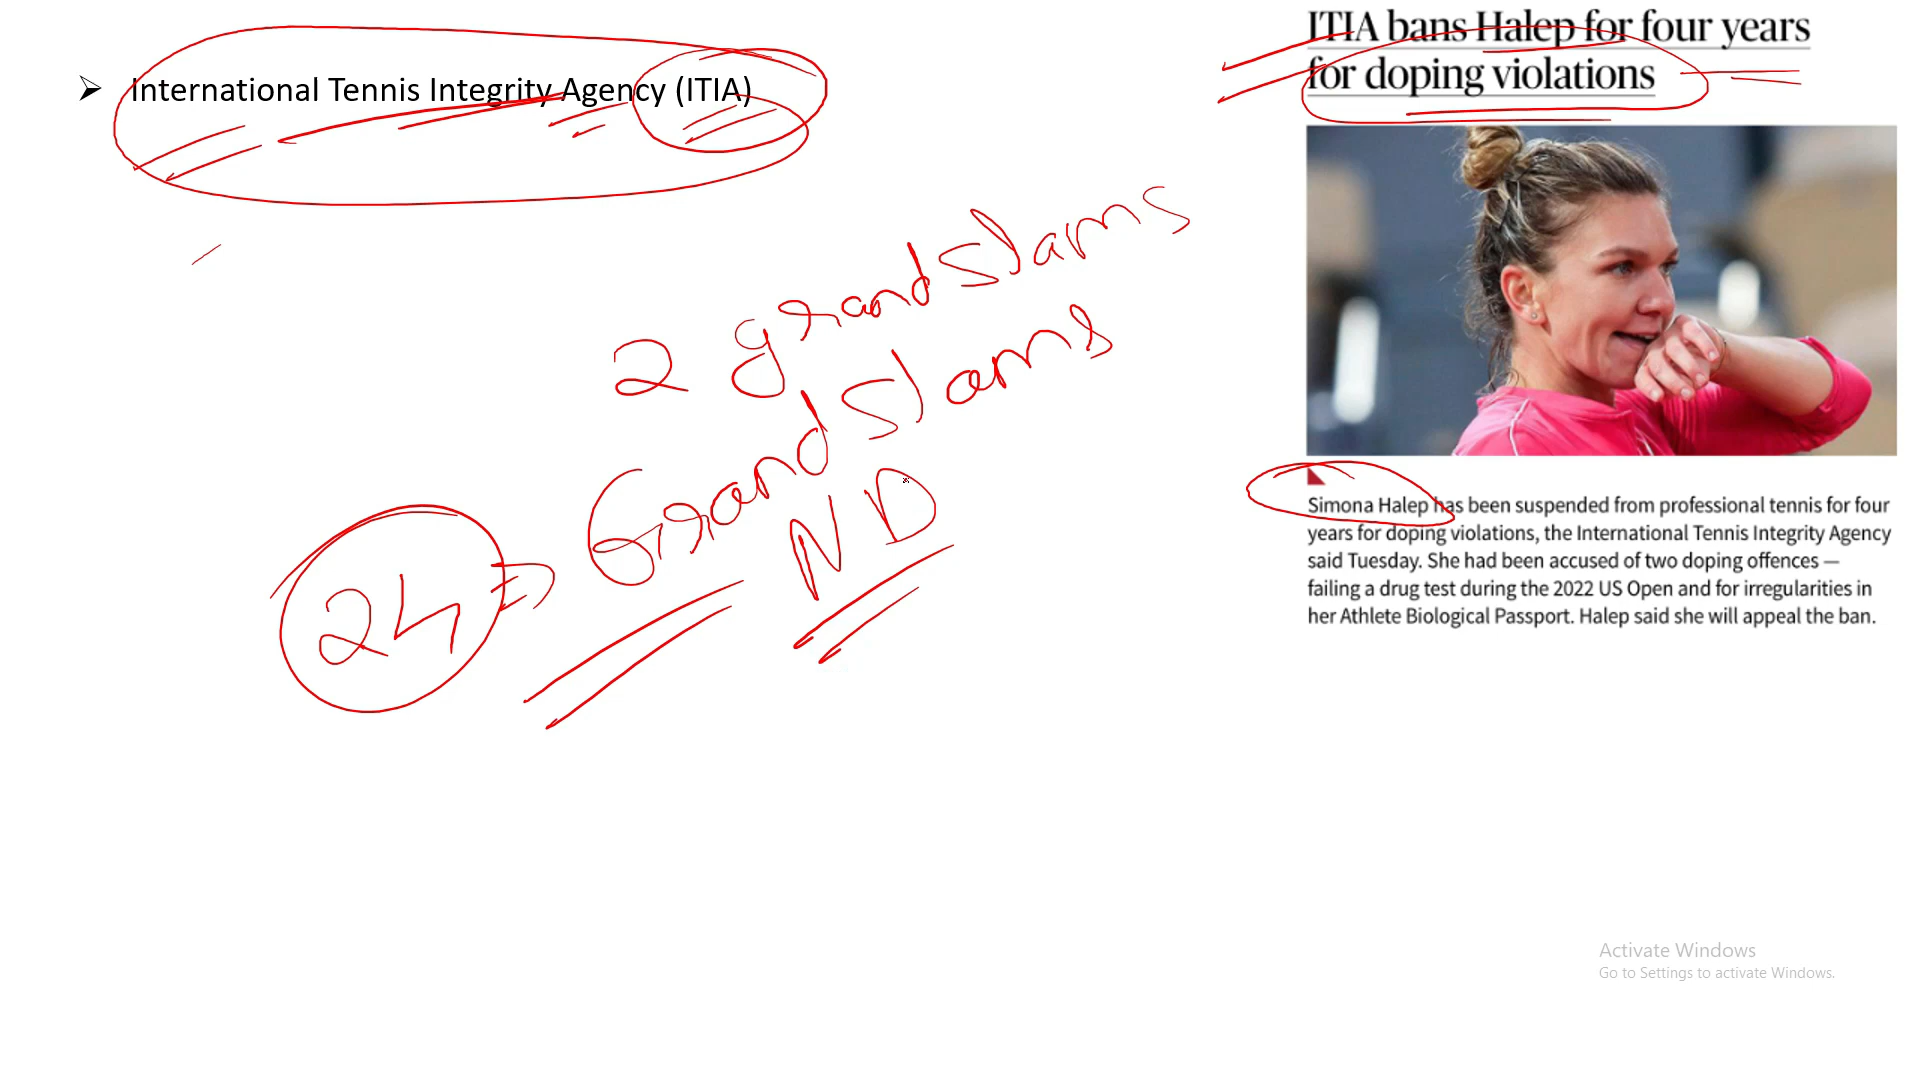 ➢ International Tennis Integrity Agency (ITIA)
2 grandslams
24 ⇒ Grandslams
ND
ITIA bans Halep for four years
for doping violations
Simona Halep has been suspended from professional tennis for four
years for doping violations, the International Tennis Integrity Agency
said Tuesday. She had been accused of two doping offences —
failing a drug test during the 2022 US Open and for irregularities in
her Athlete Biological Passport. Halep said she will appeal the ban.
Activate Windows
Go to Settings to activate Windows.